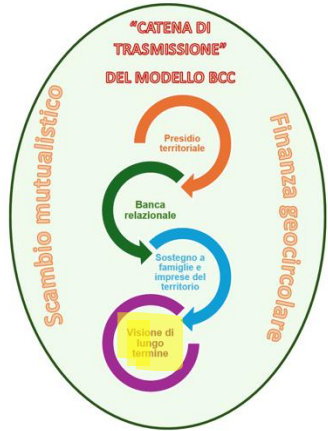 “CATENA DI
TRASMISSIONE”
DEL MODELLO BCC
Scambio mutualistico
Finanza geocircolare
Presidio
territoriale
Banca
relazionale
Sostegno a
famiglie e
imprese del
territorio
Visione di
lungo
termine